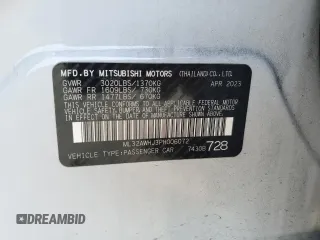 MFD.BY MITSUBISHI MOTORS (THAILAND)CO.,LTD.
GVWR 3020LBS/1370KG APR 2023
GAWR FR 1609LBS/ 730KG
GAWR RR 1477LBS/ 670KG
THIS VEHICLE CONFORMS TO ALL APPLICABLE FEDERAL MOTOR VEHICLE SAFETY, BUMPER, AND THEFT PREVENTION STANDARDS IN EFFECT ON THE DATE OF MANUFACTURE SHOWN ABOVE.
ML32AWHJ3PH006072 728
VEHICLE TYPE:PASSENGER CAR 7430B
DREAMBID